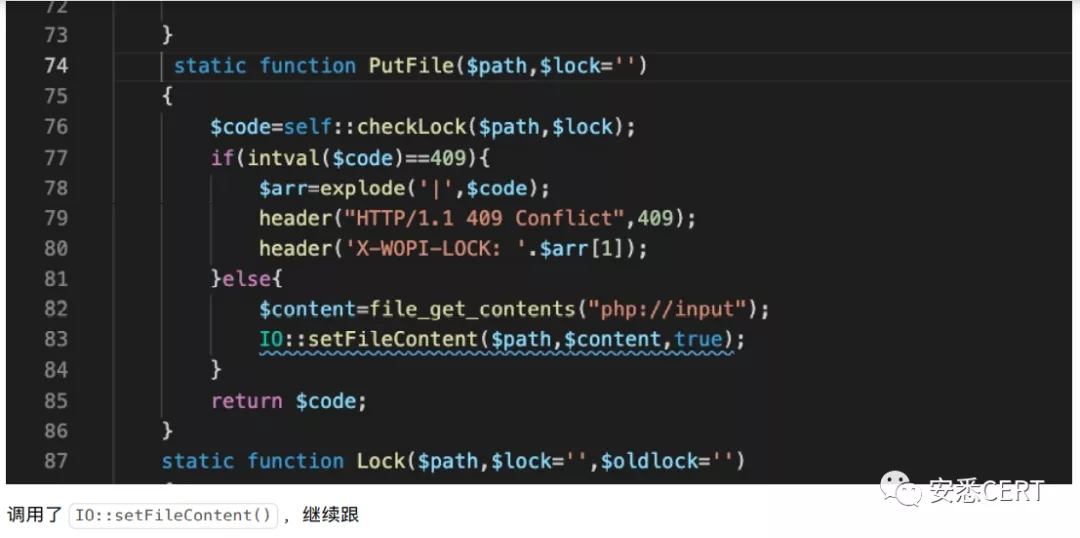 72
73 }
74 static function PutFile($path,$lock='')
75 {
76 $code=self::checkLock($path,$lock);
77 if(intval($code)==409){
78 $arr=explode('|',$code);
79 header("HTTP/1.1 409 Conflict",409);
80 header('X-WOPI-LOCK: '.$arr[1]);
81 }else{
82 $content=file_get_contents("php://input");
83 IO::setFileContent($path,$content,true);
84 }
85 return $code;
86 }
87 static function Lock($path,$lock='',$oldlock='')
安悉CERT
调用了 IO::setFileContent() ，继续跟